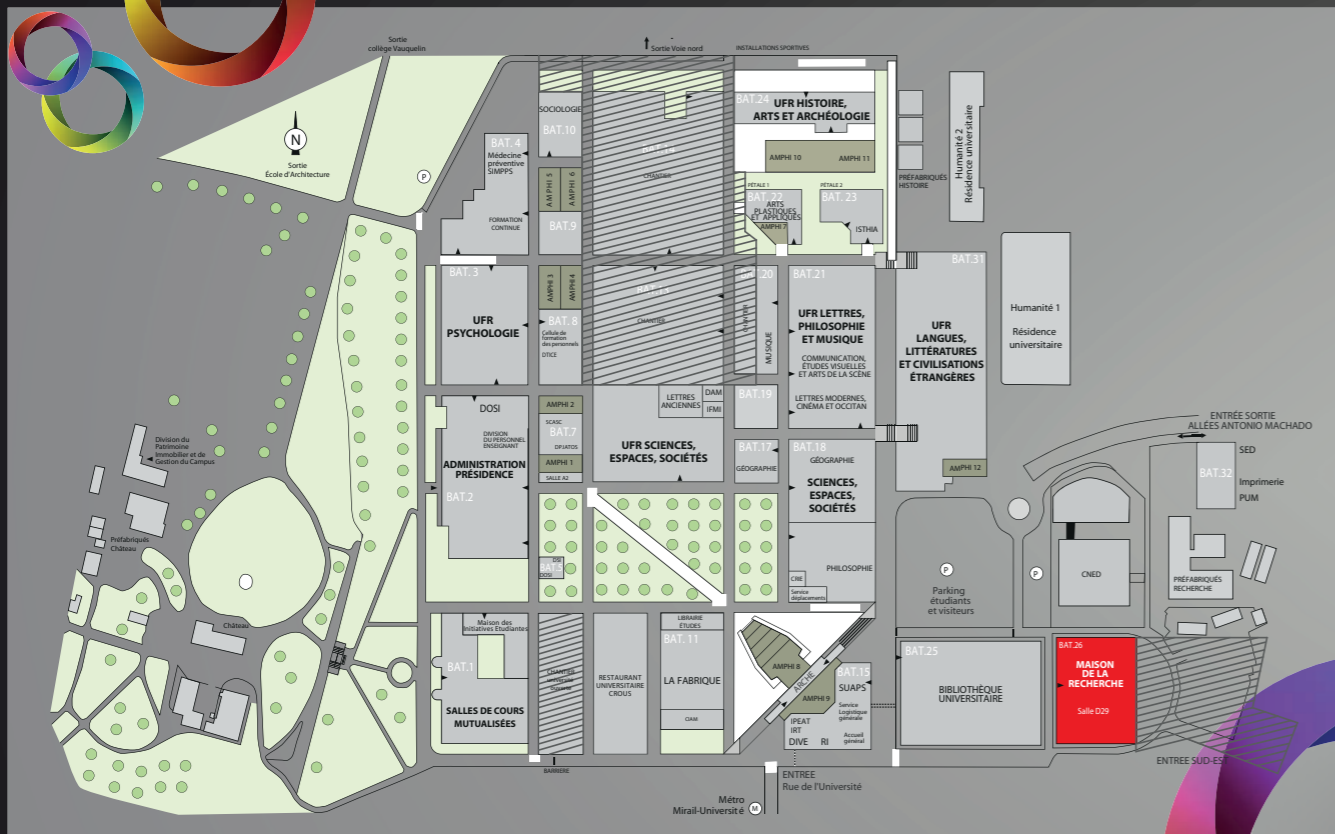 Sortie
collège Vauquelin
Sortie Voie nord
INSTALLATIONS SPORTIVES
N
Sortie
École d'Architecture
P
BAT. 4
Médecine
préventive
SIMPPS
FORMATION
CONTINUE
SOCIOLOGIE
BAT.10
AMPHI 5
AMPHI 6
BAT.9
CHANTIER
BAT.24
UFR HISTOIRE,
ARTS ET ARCHÉOLOGIE
AMPHI 10
AMPHI 11
PRÉFABRIQUÉS
HISTOIRE
Humanité 2
Résidence universitaire
PÉTALE 1
BAT.22
ARTS
PLASTIQUES
ET APPLIQUÉS
AMPHI 7
PÉTALE 2
BAT. 23
ISTHIA
BAT. 3
UFR
PSYCHOLOGIE
AMPHI 3
AMPHI 4
BAT. 8
Cellule de
formation
des personnels
DTICE
CHANTIER
CHANTIER
MUSIQUE
BAT.21
UFR LETTRES,
PHILOSOPHIE
ET MUSIQUE
COMMUNICATION,
ÉTUDES VISUELLES
ET ARTS DE LA SCÈNE
LETTRES MODERNES,
CINÉMA ET OCCITAN
BAT.31
UFR
LANGUES,
LITTÉRATURES
ET CIVILISATIONS
ÉTRANGÈRES
AMPHI 12
Humanité 1
Résidence
universitaire
DOSI
DIVISION
DU PERSONNEL
ENSEIGNANT
ADMINISTRATION
PRÉSIDENCE
BAT.2
AMPHI 2
SCASC
BAT.7
DPJATOS
AMPHI 1
SALLE A2
LETTRES
ANCIENNES
DAM
IFMI
UFR SCIENCES,
ESPACES, SOCIÉTÉS
BAT.19
BAT.17
GÉOGRAPHIE
BAT.18
GÉOGRAPHIE
SCIENCES,
ESPACES,
SOCIÉTÉS
PHILOSOPHIE
CRIE
Service
déplacements
ENTRÉE SORTIE
ALLÉES ANTONIO MACHADO
SED
BAT.32
Imprimerie
PUM
Division du
Patrimoine
Immobilier et de
Gestion du Campus
Préfabriqués
Château
Château
DSI
BAT.5
DOSI
P
Parking
étudiants
et visiteurs
P
CNED
PRÉFABRIQUÉS
RECHERCHE
Maison des
Initiatives Etudiantes
BAT.1
SALLES DE COURS
MUTUALISÉES
CHANTIER
RESTAURANT
UNIVERSITAIRE
CROUS
LIBRAIRIE
ÉTUDES
BAT. 11
LA FABRIQUE
CIAM
AMPHI 8
ARCHE
AMPHI 9
BAT.15
SUAPS
Service
Logistique
générale
IPEAT
IRT
DIVE
RI
Accueil
général
BAT.25
BIBLIOTHÈQUE
UNIVERSITAIRE
BAT.26
MAISON
DE LA
RECHERCHE
Salle D29
ENTREE SUD-EST
BARRIERE
ENTREE
Rue de l'Université
Métro
Mirail-Université
M